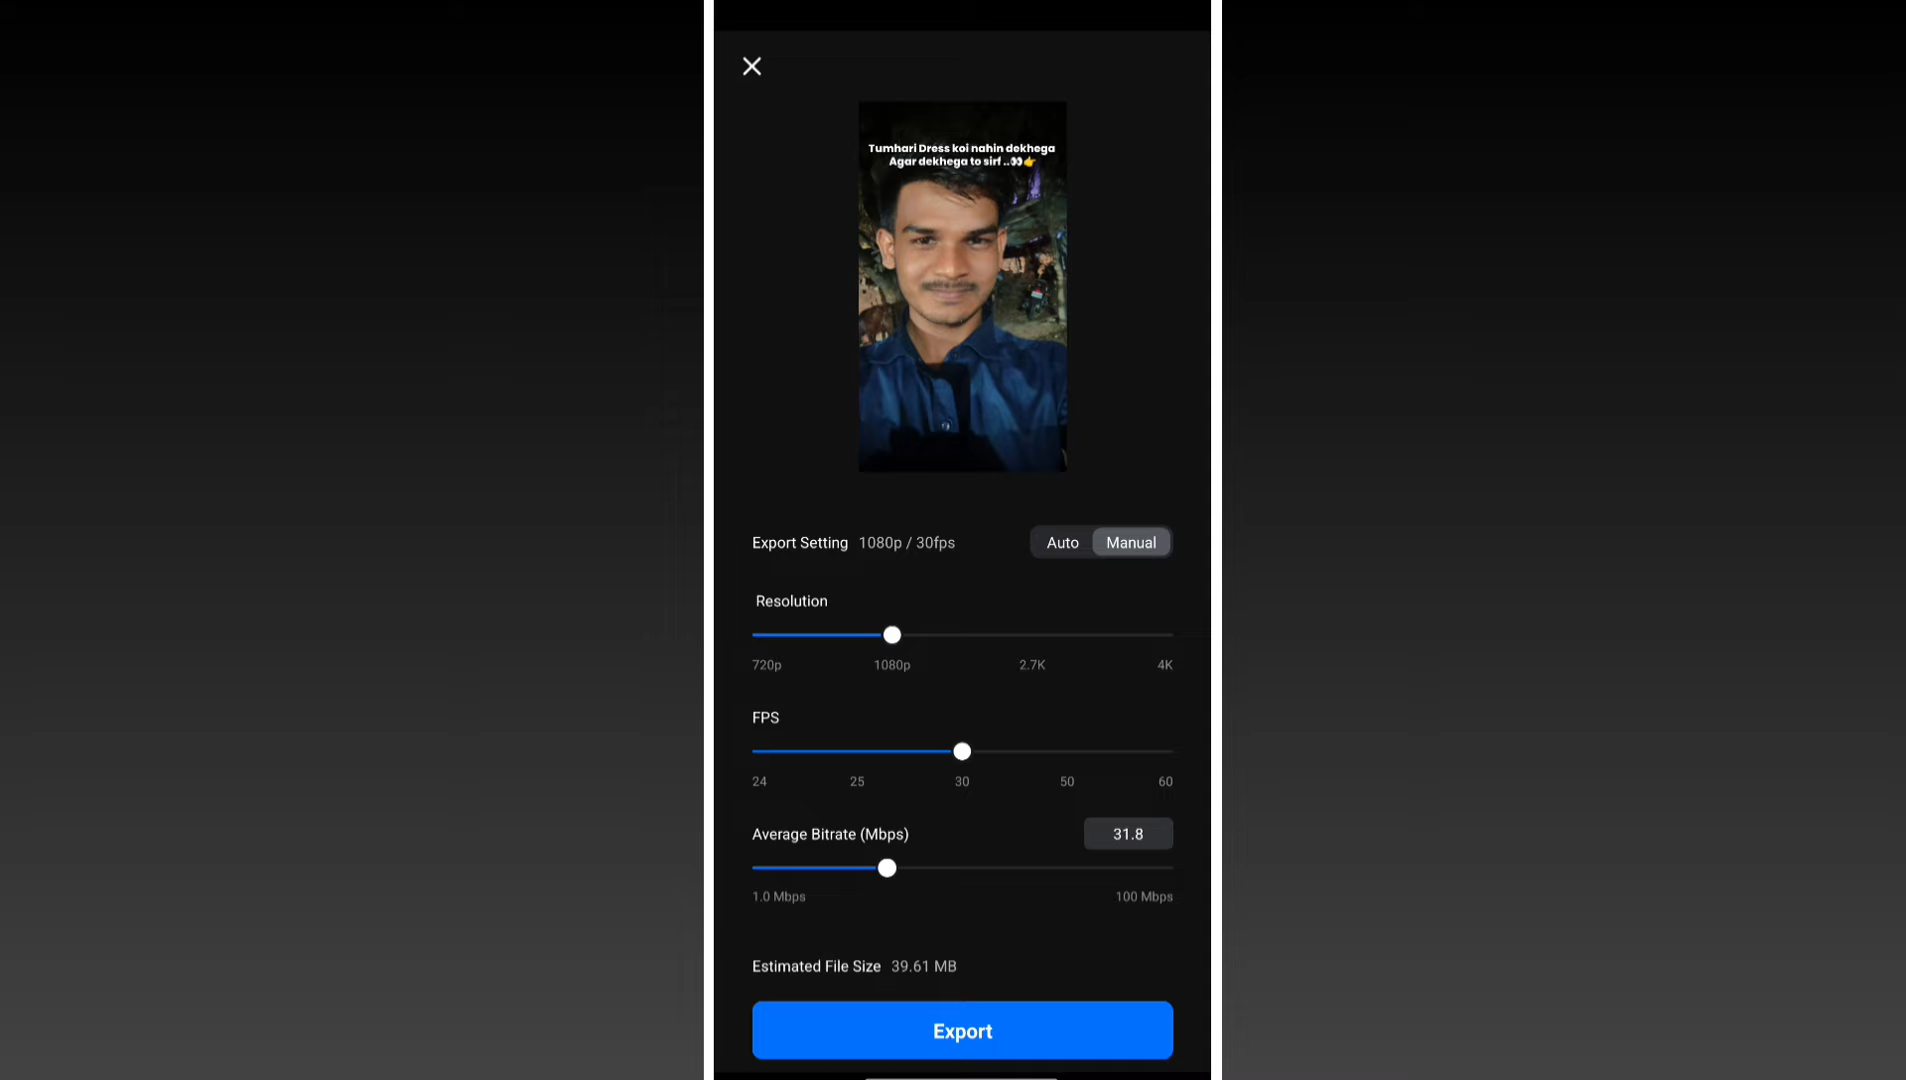 Tumhari Dress koi nahin dekhega
Agar dekhega to sirf ..👀👉
Export Setting 1080p / 30fps Auto Manual
Resolution
720p 1080p 2.7K 4K
FPS
24 25 30 50 60
Average Bitrate (Mbps) 31.8
1.0 Mbps 100 Mbps
Estimated File Size 39.61 MB
Export